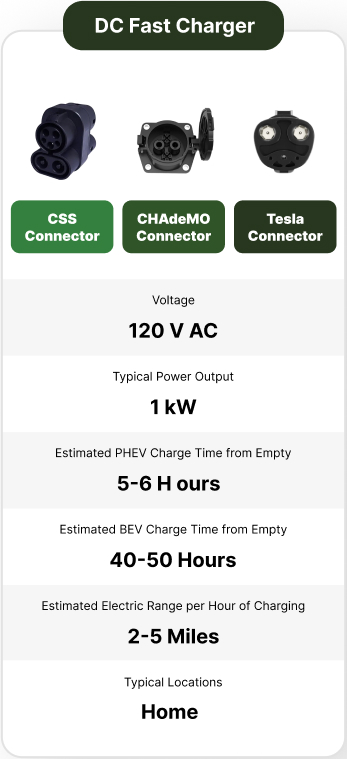 DC Fast Charger
CSS
Connector
CHAdeMO
Connector
Tesla
Connector
Voltage
120 V AC
Typical Power Output
1 kW
Estimated PHEV Charge Time from Empty
5-6 H ours
Estimated BEV Charge Time from Empty
40-50 Hours
Estimated Electric Range per Hour of Charging
2-5 Miles
Typical Locations
Home